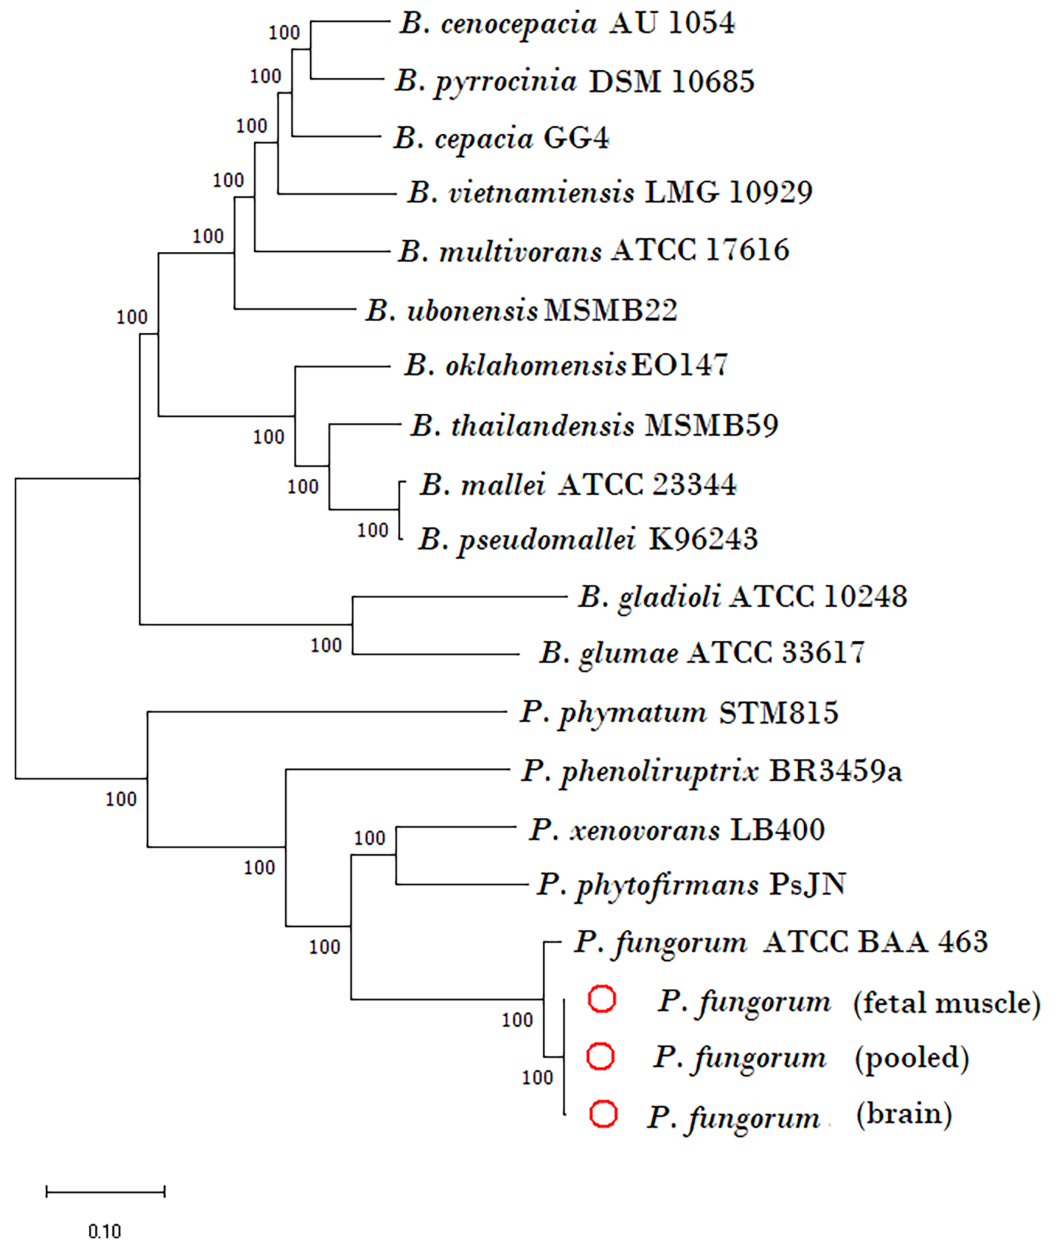 100
B. cenocepacia AU 1054
100
B. pyrrocinia DSM 10685
100
B. cepacia GG4
100
B. vietnamiensis LMG 10929
100
B. multivorans ATCC 17616
100
B. ubonensis MSMB22
B. oklahomensis EO147
100
B. thailandensis MSMB59
100
B. mallei ATCC 23344
100
B. pseudomallei K96243
B. gladioli ATCC 10248
100
B. glumae ATCC 33617
P. phymatum STM815
100
P. phenoliruptrix BR3459a
100
P. xenovorans LB400
100
P. phytofirmans PsJN
100
P. fungorum ATCC BAA 463
P. fungorum (fetal muscle)
100
P. fungorum (pooled)
100
P. fungorum (brain)
0.10